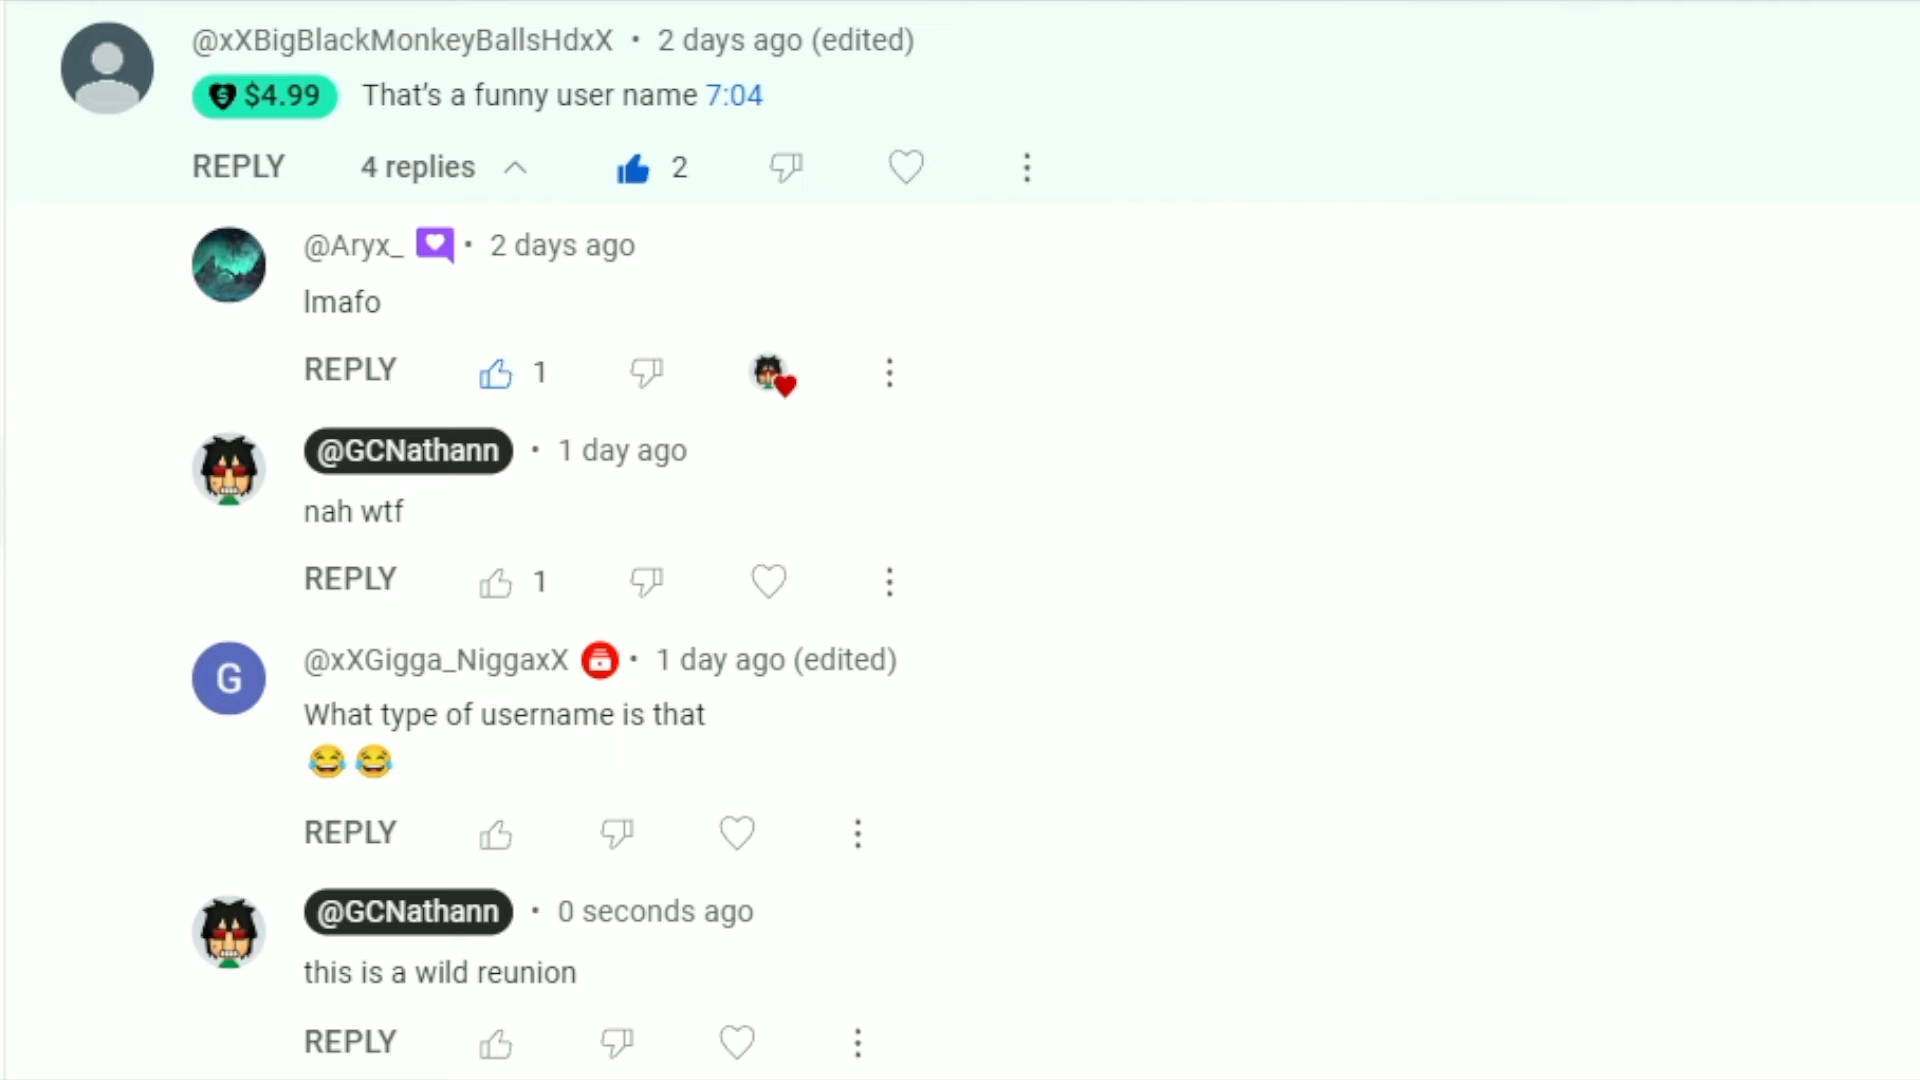 @xXBigBlackMonkeyBallsHdxX • 2 days ago (edited)
$4.99 That's a funny user name 7:04
REPLY 4 replies 2
@Aryx_ • 2 days ago
lmafo
REPLY 1
@GCNathann • 1 day ago
nah wtf
REPLY 1
G
@xXGigga_NiggaxX • 1 day ago (edited)
What type of username is that
😂😂
REPLY
@GCNathann • 0 seconds ago
this is a wild reunion
REPLY